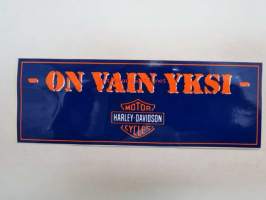 - ON VAIN YKSI -
MOTOR
HARLEY-DAVIDSON
CYCLES